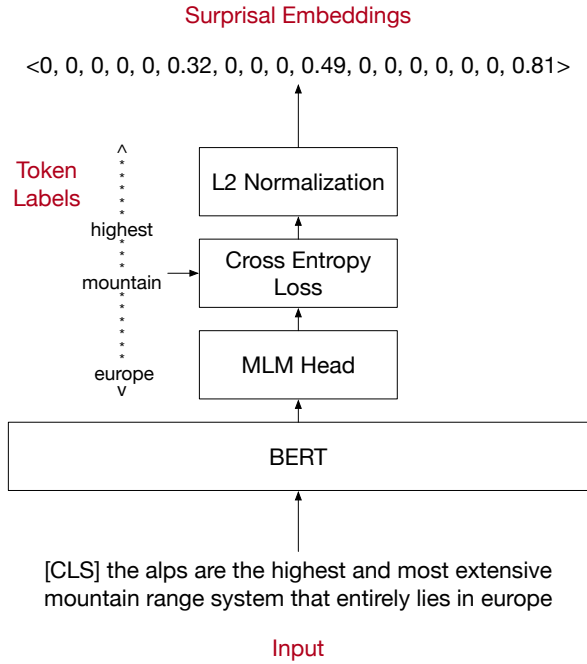 Surprisal Embeddings
<0, 0, 0, 0, 0, 0.32, 0, 0, 0, 0.49, 0, 0, 0, 0, 0, 0, 0.81>
Token
Labels
^
*
*
*
*
*
highest
*
*
*
mountain
*
*
*
*
*
*
europe
v
L2 Normalization
Cross Entropy
Loss
MLM Head
BERT
[CLS] the alps are the highest and most extensive
mountain range system that entirely lies in europe
Input